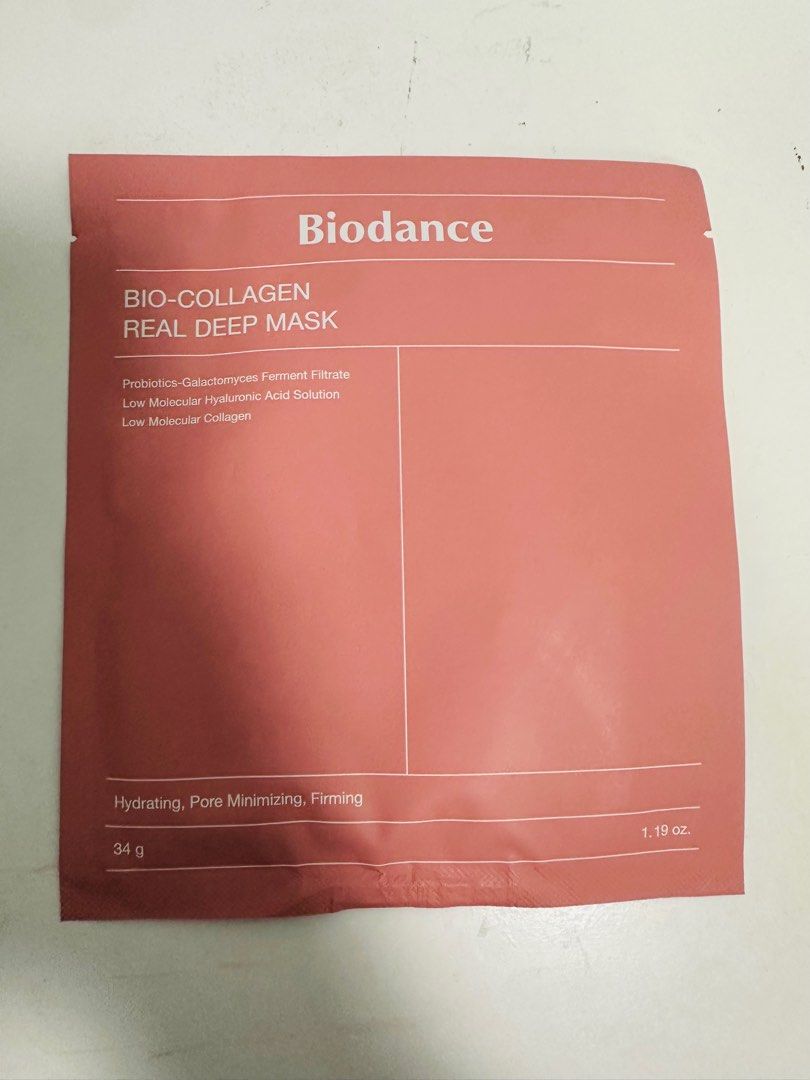 Biodance
BIO-COLLAGEN
REAL DEEP MASK
Probiotics-Galactomyces Ferment Filtrate
Low Molecular Hyaluronic Acid Solution
Low Molecular Collagen
Hydrating, Pore Minimizing, Firming
34 g
1.19 oz.